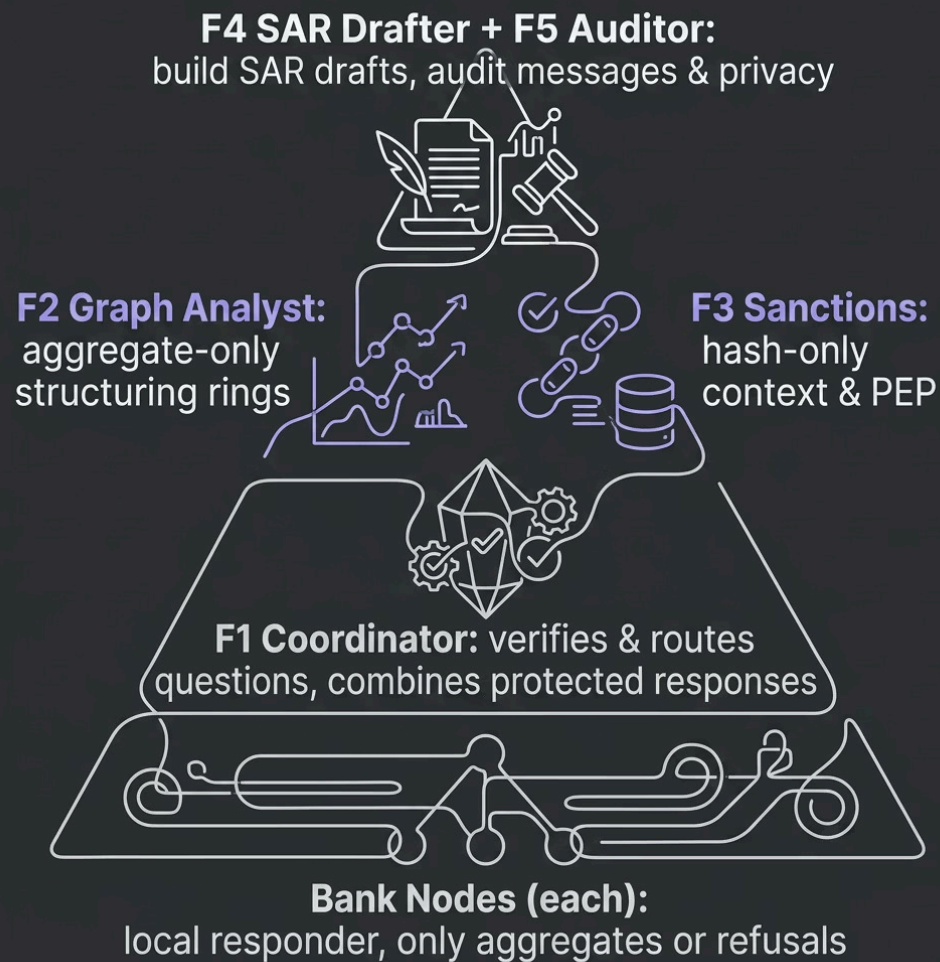 F4 SAR Drafter + F5 Auditor:
build SAR drafts, audit messages & privacy
F2 Graph Analyst:
aggregate-only
structuring rings
F3 Sanctions:
hash-only
context & PEP
F1 Coordinator: verifies & routes
questions, combines protected responses
Bank Nodes (each):
local responder, only aggregates or refusals